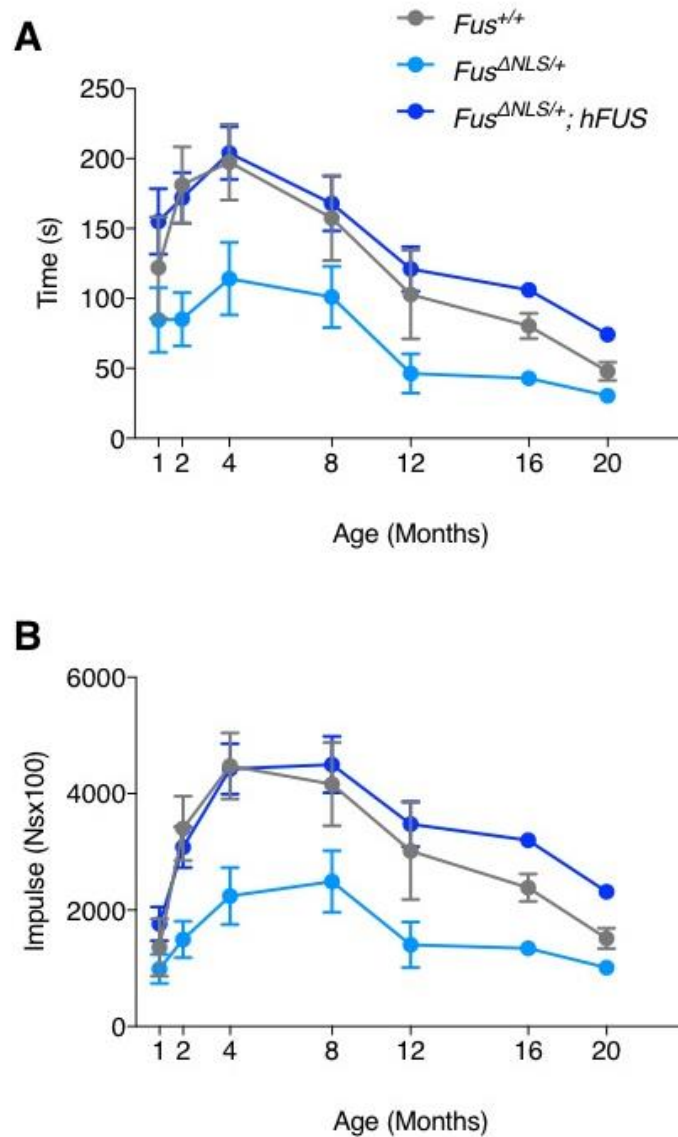 A
Fus+/+
FusΔNLS/+
FusΔNLS/+; hFUS
250
200
150
100
50
0
Time (s)
1 2 4 8 12 16 20
Age (Months)
B
6000
4000
2000
0
Impulse (Nsx100)
1 2 4 8 12 16 20
Age (Months)